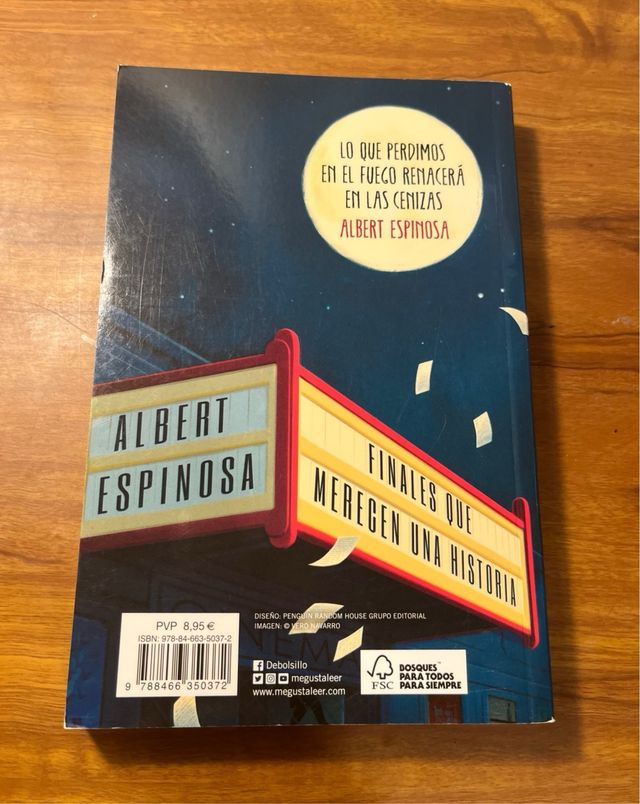 LO QUE PERDIMOS
EN EL FUEGO RENACERÁ
EN LAS CENIZAS
ALBERT ESPINOSA
ALBERT
ESPINOSA
FINALES QUE
MERECEN UNA HISTORIA
PVP 8,95 €
ISBN: 978-84-663-5037-2
9 788466 350372
DISEÑO: PENGUIN RANDOM HOUSE GRUPO EDITORIAL
IMAGEN: © VERO NAVARRO
Debolsillo
megustaleer
www.megustaleer.com
FSC
BOSQUES
PARA TODOS
PARA SIEMPRE